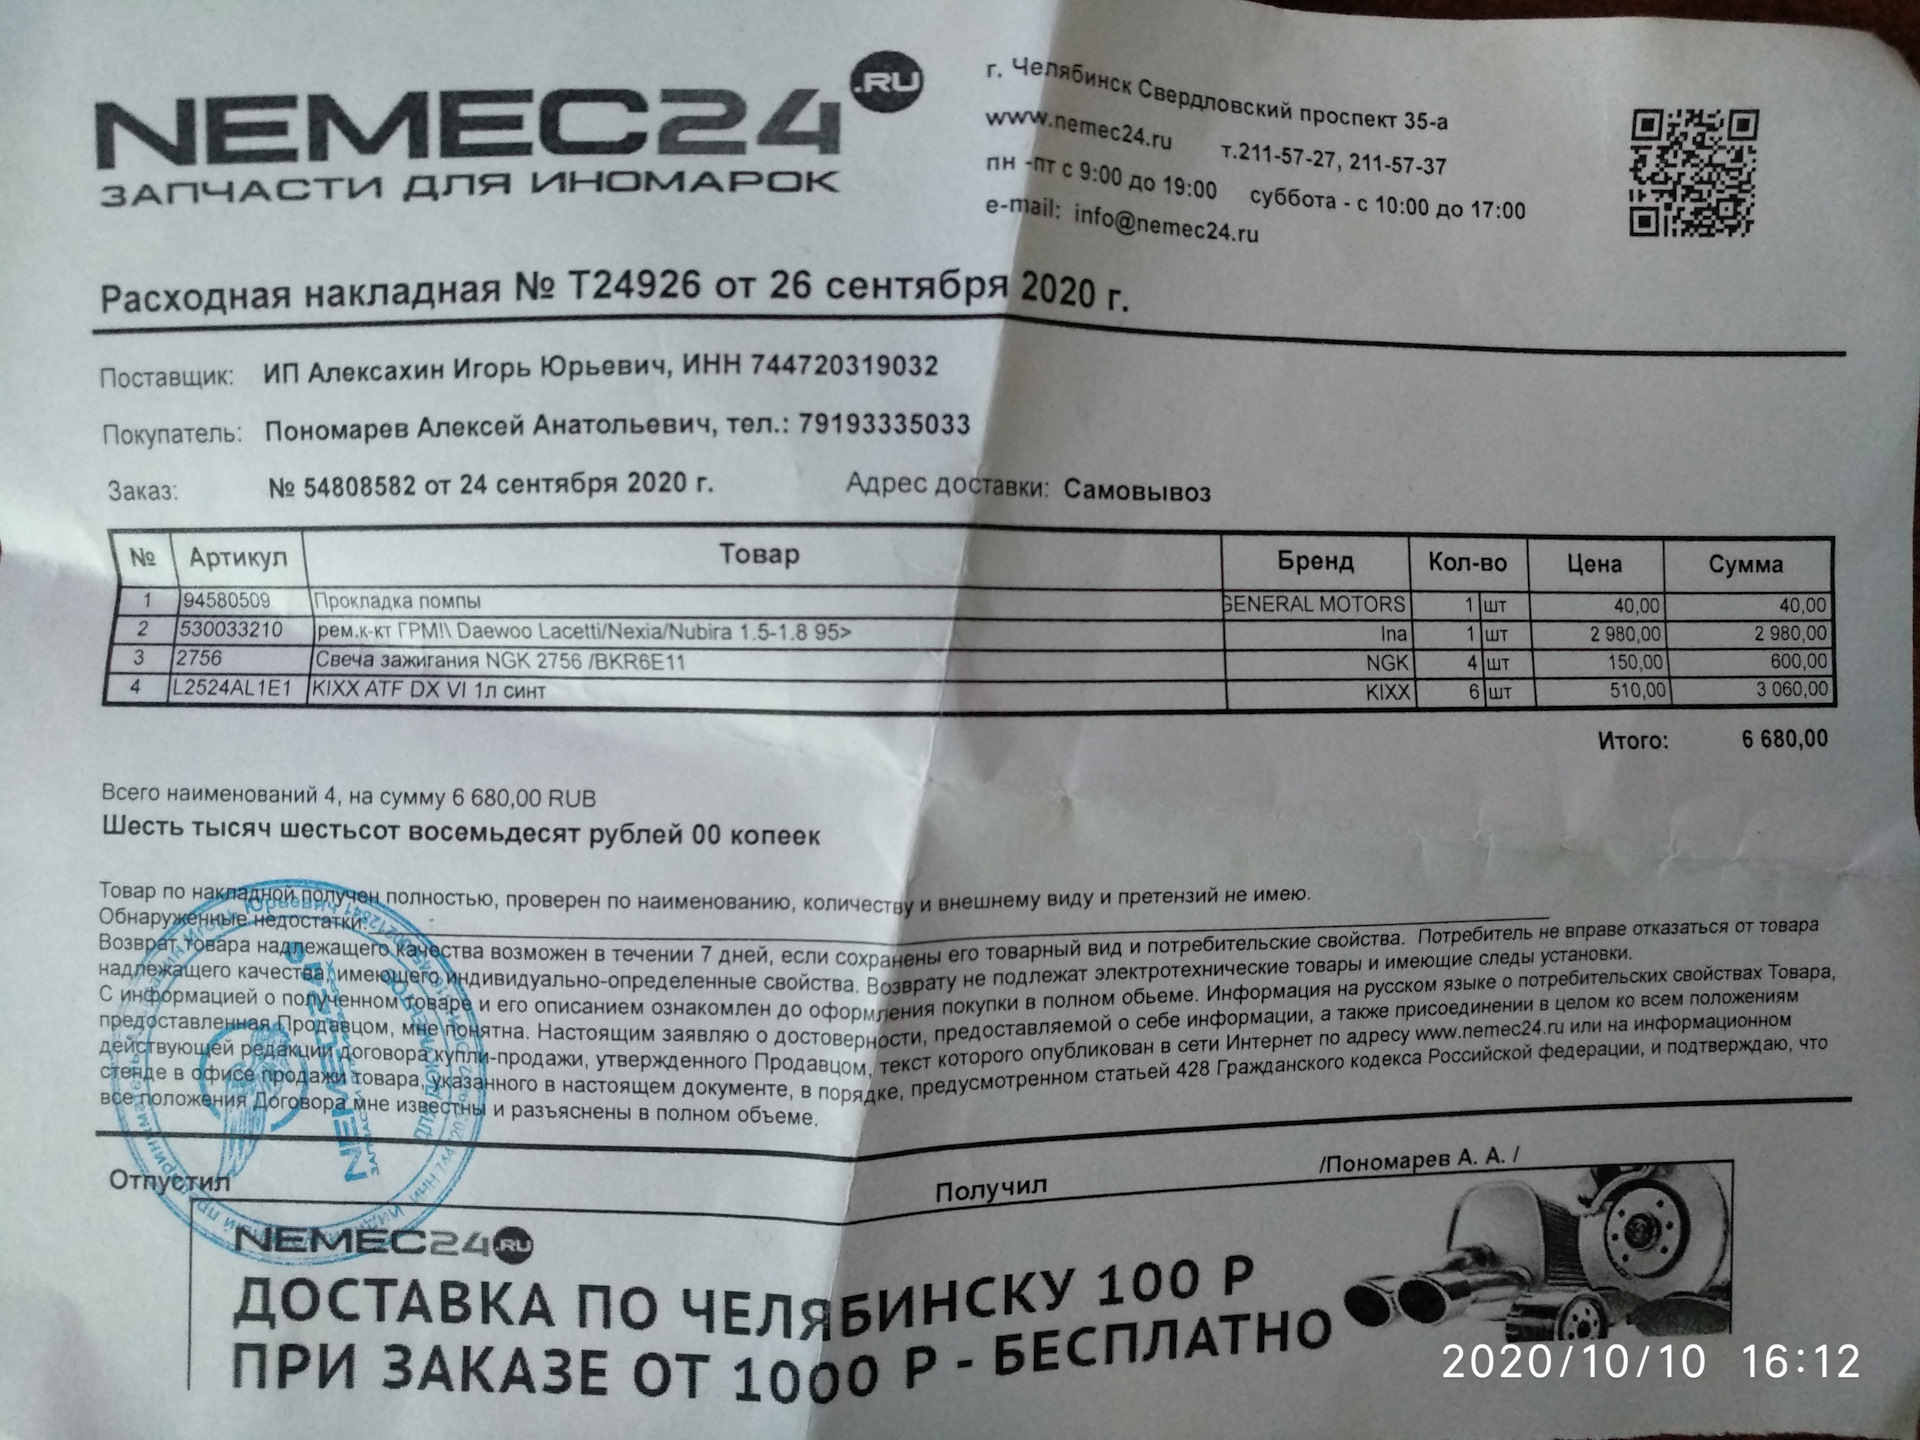 NEMEC24.RU
ЗАПЧАСТИ ДЛЯ ИНОМАРОК
г. Челябинск Свердловский проспект 35-а
www.nemec24.ru т.211-57-27, 211-57-37
пн -пт с 9:00 до 19:00 суббота - с 10:00 до 17:00
e-mail: info@nemec24.ru
Расходная накладная № Т24926 от 26 сентября 2020 г.
Поставщик: ИП Алексахин Игорь Юрьевич, ИНН 744720319032
Покупатель: Пономарев Алексей Анатольевич, тел.: 79193335033
Заказ: № 54808582 от 24 сентября 2020 г. Адрес доставки: Самовывоз
№ Артикул Товар Бренд Кол-во Цена Сумма
1 94580509 Прокладка помпы GENERAL MOTORS 1 шт 40,00 40,00
2 530033210 рем.к-кт ГРМ!\ Daewoo Lacetti/Nexia/Nubira 1.5-1.8 95> Ina 1 шт 2 980,00 2 980,00
3 2756 Свеча зажигания NGK 2756 /BKR6E11 NGK 4 шт 150,00 600,00
4 L2524AL1E1 KIXX ATF DX VI 1л синт KIXX 6 шт 510,00 3 060,00
Итого: 6 680,00
Всего наименований 4, на сумму 6 680,00 RUB
Шесть тысяч шестьсот восемьдесят рублей 00 копеек
Товар по накладной получен полностью, проверен по наименованию, количеству и внешнему виду и претензий не имею.
Обнаруженные недостатки:
Возврат товара надлежащего качества возможен в течении 7 дней, если сохранены его товарный вид и потребительские свойства. Потребитель не вправе отказаться от товара
надлежащего качества, имеющего индивидуально-определенные свойства. Возврату не подлежат электротехнические товары и имеющие следы установки.
С информацией о полученном товаре и его описанием ознакомлен до оформления покупки в полном обьеме. Информация на русском языке о потребительских свойствах Товара,
предоставленная Продавцом, мне понятна. Настоящим заявляю о достоверности, предоставляемой о себе информации, а также присоединении в целом ко всем положениям
действующей редакции договора купли-продажи, утвержденного Продавцом, текст которого опубликован в сети Интернет по адресу www.nemec24.ru или на информационном
стенде в офисе продажи товара, указанного в настоящем документе, в порядке, предусмотренном статьей 428 Гражданского кодекса Российской федерации, и подтверждаю, что
все положения Договора мне известны и разъяснены в полном объеме.
Отпустил Получил /Пономарев А. А. /
NEMEC24.RU
ДОСТАВКА ПО ЧЕЛЯБИНСКУ 100 Р
ПРИ ЗАКАЗЕ ОТ 1000 Р - БЕСПЛАТНО
2020/10/10 16:12